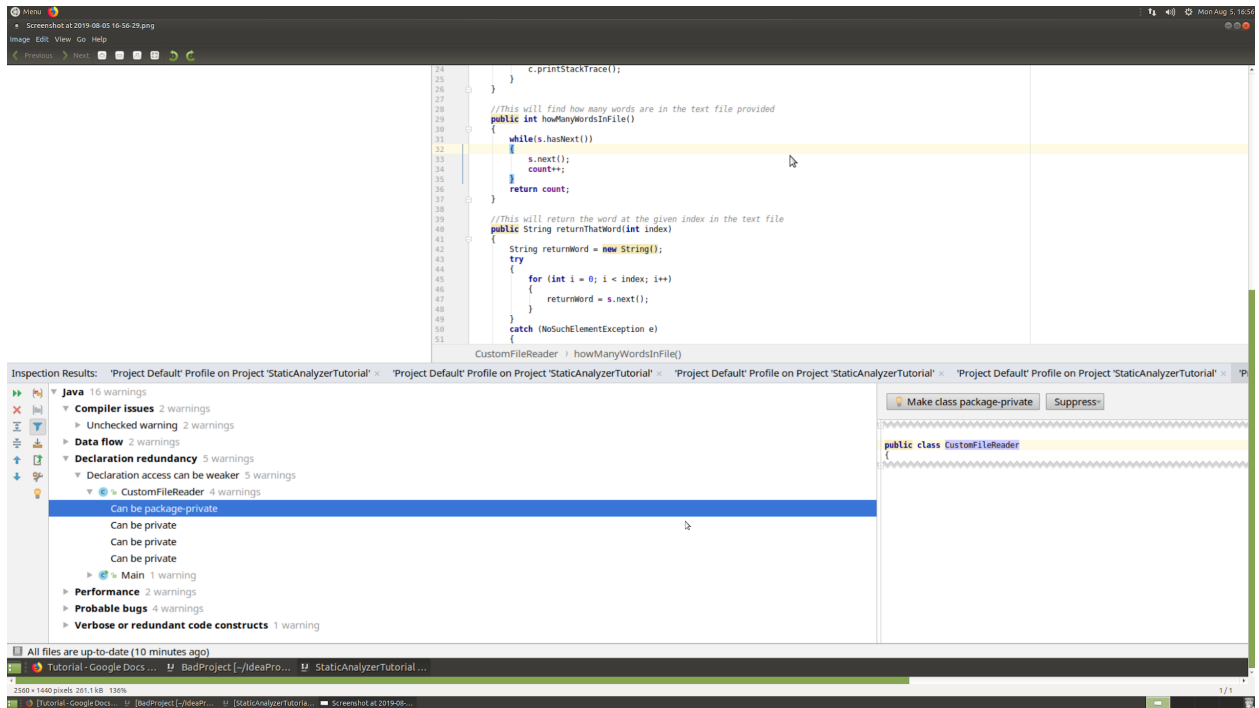 Menu
Mon Aug 5, 16:56
Screenshot at 2019-08-05 16-56-29.png
Image Edit View Go Help
Previous Next
24 c.printStackTrace();
25 }
26 }
27
28 //This will find how many words are in the text file provided
29 public int howManyWordsInFile()
30 {
31 while(s.hasNext())
32 {
33 s.next();
34 count++;
35 }
36 return count;
37 }
38
39 //This will return the word at the given index in the text file
40 public String returnThatWord(int index)
41 {
42 String returnWord = new String();
43 try
44 {
45 for (int i = 0; i < index; i++)
46 {
47 returnWord = s.next();
48 }
49 }
50 catch (NoSuchElementException e)
51 {
CustomFileReader howManyWordsInFile()
Inspection Results: 'Project Default' Profile on Project 'StaticAnalyzerTutorial' × 'Project Default' Profile on Project 'StaticAnalyzerTutorial' × 'Project Default' Profile on Project 'StaticAnalyzerTutorial' × 'Project Default' Profile on Project 'StaticAnalyzerTutorial' ×
Java 16 warnings
Compiler issues 2 warnings
Unchecked warning 2 warnings
Data flow 2 warnings
Declaration redundancy 5 warnings
Declaration access can be weaker 5 warnings
CustomFileReader 4 warnings
Can be package-private
Can be private
Can be private
Can be private
Main 1 warning
Performance 2 warnings
Probable bugs 4 warnings
Verbose or redundant code constructs 1 warning
Make class package-private Suppress
public class CustomFileReader
{
All files are up-to-date (10 minutes ago)
Tutorial - Google Docs ... BadProject [~/IdeaPro... StaticAnalyzerTutorial ...
2560 × 1440 pixels 261.1 kB 136% 1 / 1
[Tutorial - Google Docs... [BadProject [~/IdeaPr... [StaticAnalyzerTutoria... Screenshot at 2019-08-...